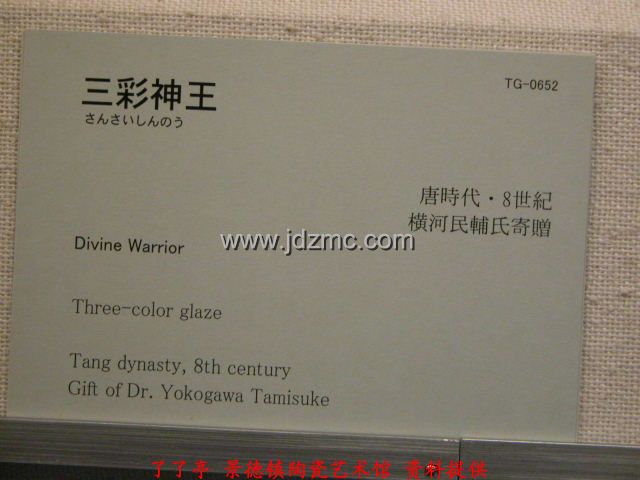 三彩神王
さんさいしんのう
TG-0652
唐時代・8世紀
横河民輔氏寄贈
www.jdzmc.com
Divine Warrior
Three-color glaze
Tang dynasty, 8th century
Gift of Dr. Yokogawa Tamisuke
了了亭 景德镇陶瓷艺术馆 资料提供